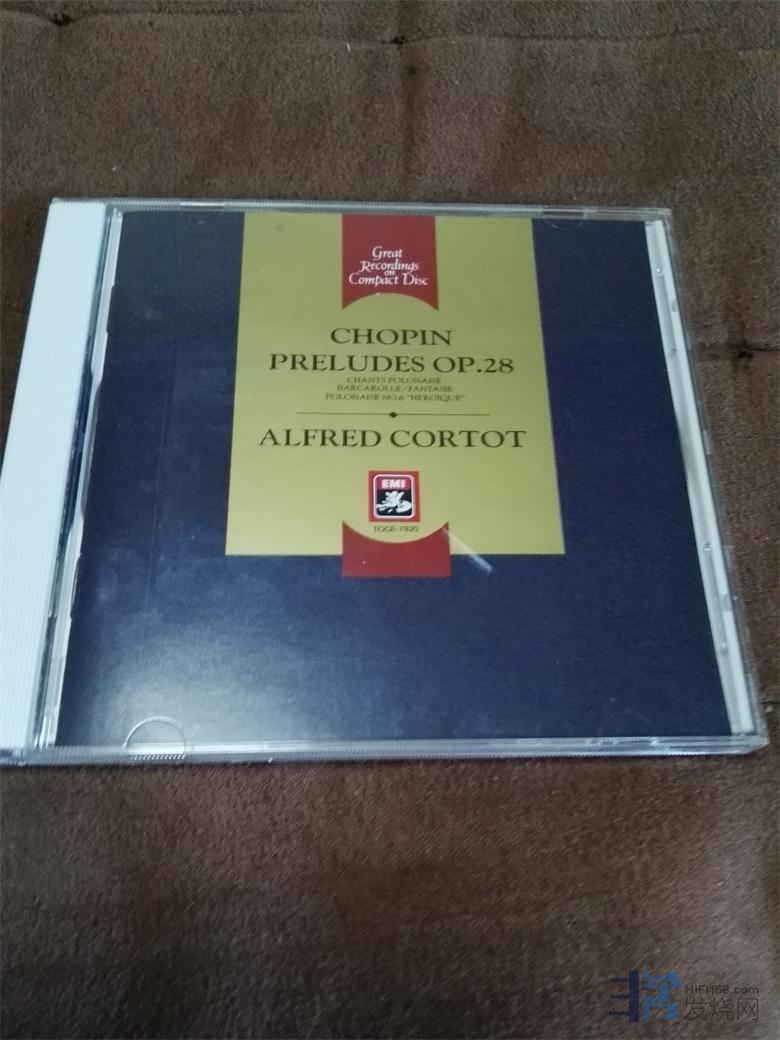 Great
Recordings
on
Compact Disc
CHOPIN
PRELUDES OP.28
CHANTS POLONAISE
BARCAROLLE/FANTASIE
POLONAISE NO.6 "HEROIQUE"
ALFRED CORTOT
EMI
HIFI168.com
发烧网